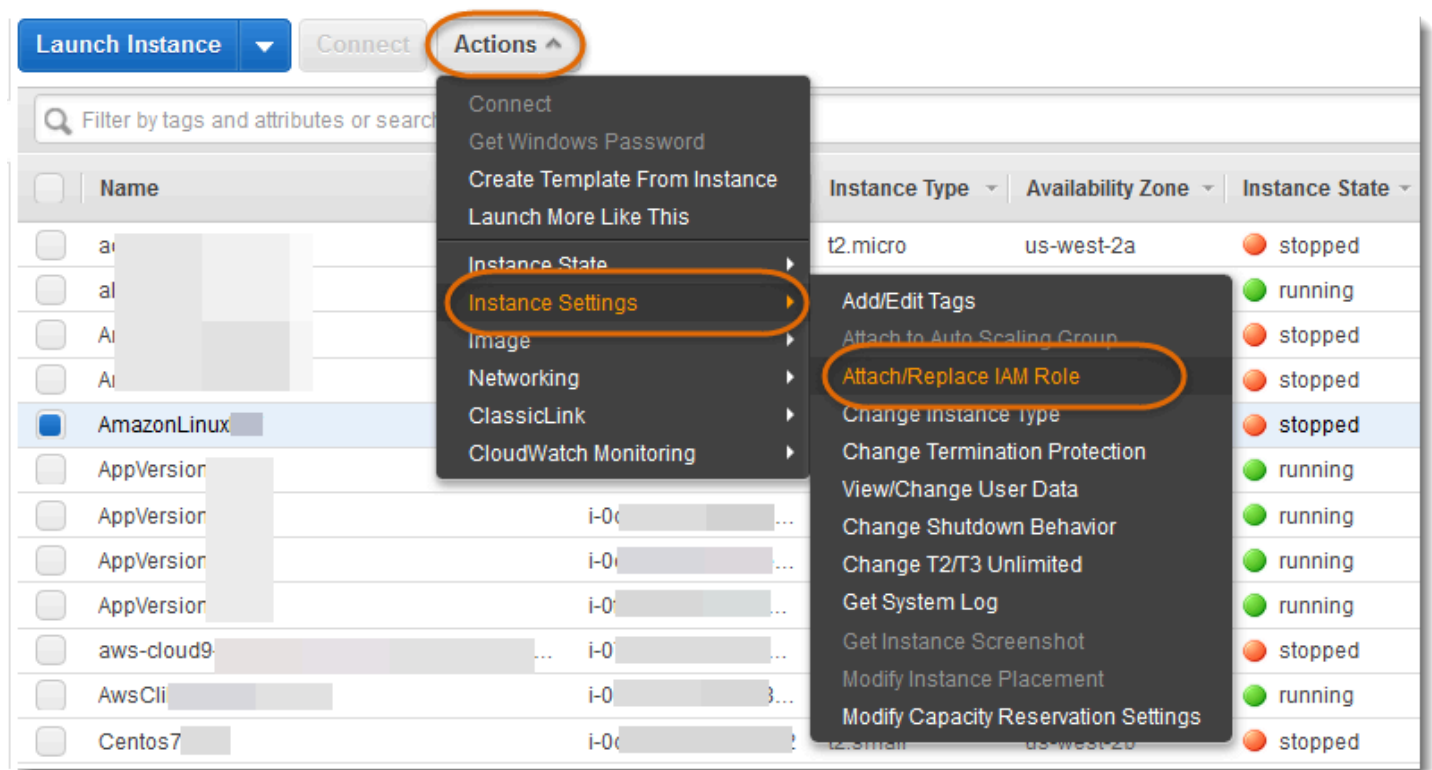 Launch Instance Connect Actions
Filter by tags and attributes or search
Connect
Get Windows Password
Create Template From Instance
Launch More Like This
Instance State
Instance Settings
Image
Networking
ClassicLink
CloudWatch Monitoring
Add/Edit Tags
Attach to Auto Scaling Group
Attach/Replace IAM Role
Change Instance Type
Change Termination Protection
View/Change User Data
Change Shutdown Behavior
Change T2/T3 Unlimited
Get System Log
Get Instance Screenshot
Modify Instance Placement
Modify Capacity Reservation Settings
Name Instance Type Availability Zone Instance State
t2.micro us-west-2a stopped
running
stopped
stopped
AmazonLinux stopped
AppVersion running
AppVersion running
AppVersion running
AppVersion running
aws-cloud9- stopped
AwsCli running
Centos7 t2.small us-west-2b stopped